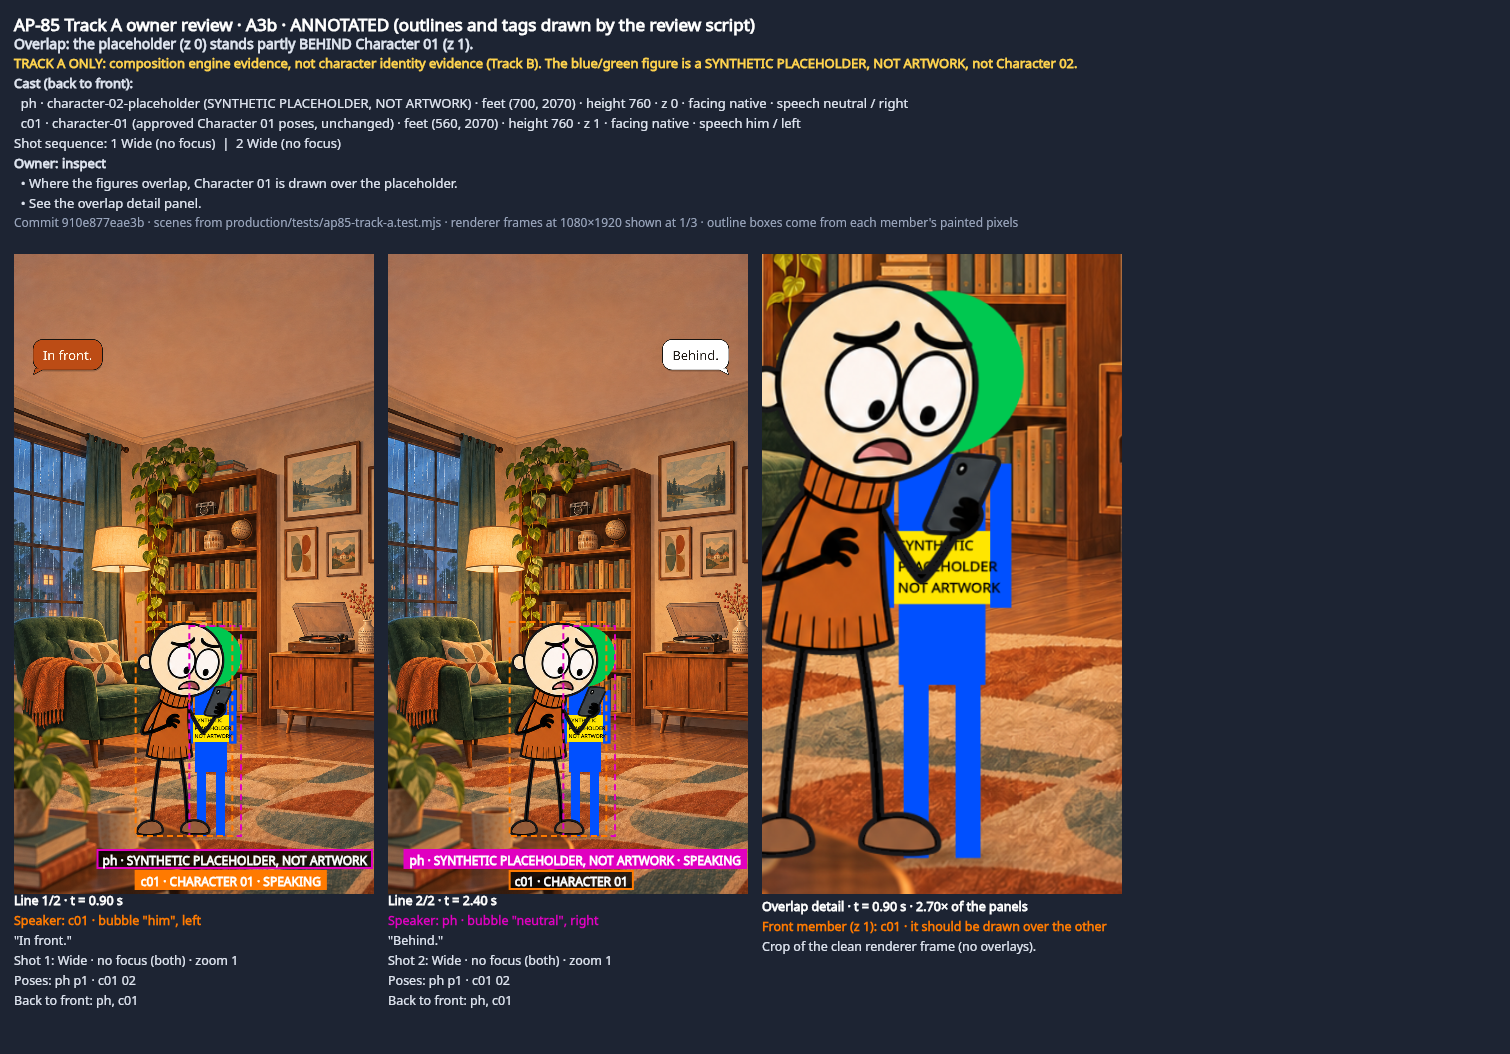 AP-85 Track A owner review · A3b · ANNOTATED (outlines and tags drawn by the review script)
Overlap: the placeholder (z 0) stands partly BEHIND Character 01 (z 1).
TRACK A ONLY: composition engine evidence, not character identity evidence (Track B). The blue/green figure is a SYNTHETIC PLACEHOLDER, NOT ARTWORK, not Character 02.
Cast (back to front):
ph · character-02-placeholder (SYNTHETIC PLACEHOLDER, NOT ARTWORK) · feet (700, 2070) · height 760 · z 0 · facing native · speech neutral / right
c01 · character-01 (approved Character 01 poses, unchanged) · feet (560, 2070) · height 760 · z 1 · facing native · speech him / left
Shot sequence: 1 Wide (no focus) | 2 Wide (no focus)
Owner: inspect
• Where the figures overlap, Character 01 is drawn over the placeholder.
• See the overlap detail panel.
Commit 910e877eae3b · scenes from production/tests/ap85-track-a.test.mjs · renderer frames at 1080×1920 shown at 1/3 · outline boxes come from each member's painted pixels
In front.
ph · SYNTHETIC PLACEHOLDER, NOT ARTWORK
c01 · CHARACTER 01 · SPEAKING
Line 1/2 · t = 0.90 s
Speaker: c01 · bubble "him", left
"In front."
Shot 1: Wide · no focus (both) · zoom 1
Poses: ph p1 · c01 02
Back to front: ph, c01
Behind.
ph · SYNTHETIC PLACEHOLDER, NOT ARTWORK · SPEAKING
c01 · CHARACTER 01
Line 2/2 · t = 2.40 s
Speaker: ph · bubble "neutral", right
"Behind."
Shot 2: Wide · no focus (both) · zoom 1
Poses: ph p1 · c01 02
Back to front: ph, c01
NOT ARTWORK
Overlap detail · t = 0.90 s · 2.70× of the panels
Front member (z 1): c01 · it should be drawn over the other
Crop of the clean renderer frame (no overlays).